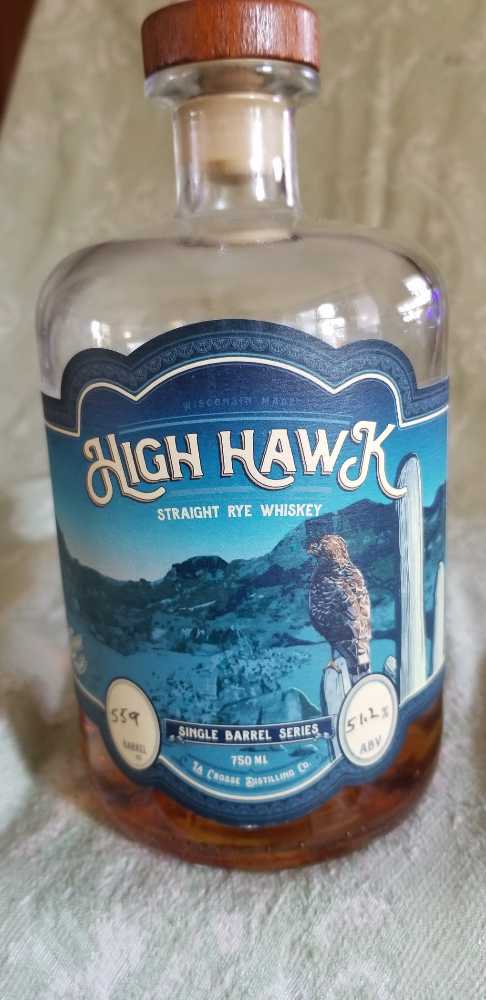 WISCONSIN MADE
HIGH HAWK
STRAIGHT RYE WHISKEY
559
BARREL
51.2%
ABV
SINGLE BARREL SERIES
750 ML
LA CROSSE DISTILLING CO.